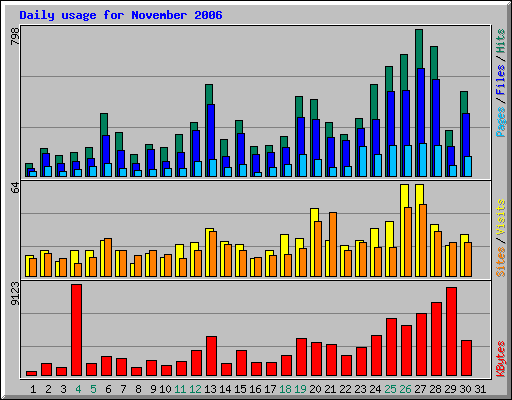 Daily usage for November 2006
798
64
9123
Pages / Files / Hits
Sites / Visits
KBytes
1 2 3 4 5 6 7 8 9 10 11 12 13 14 15 16 17 18 19 20 21 22 23 24 25 26 27 28 29 30 31